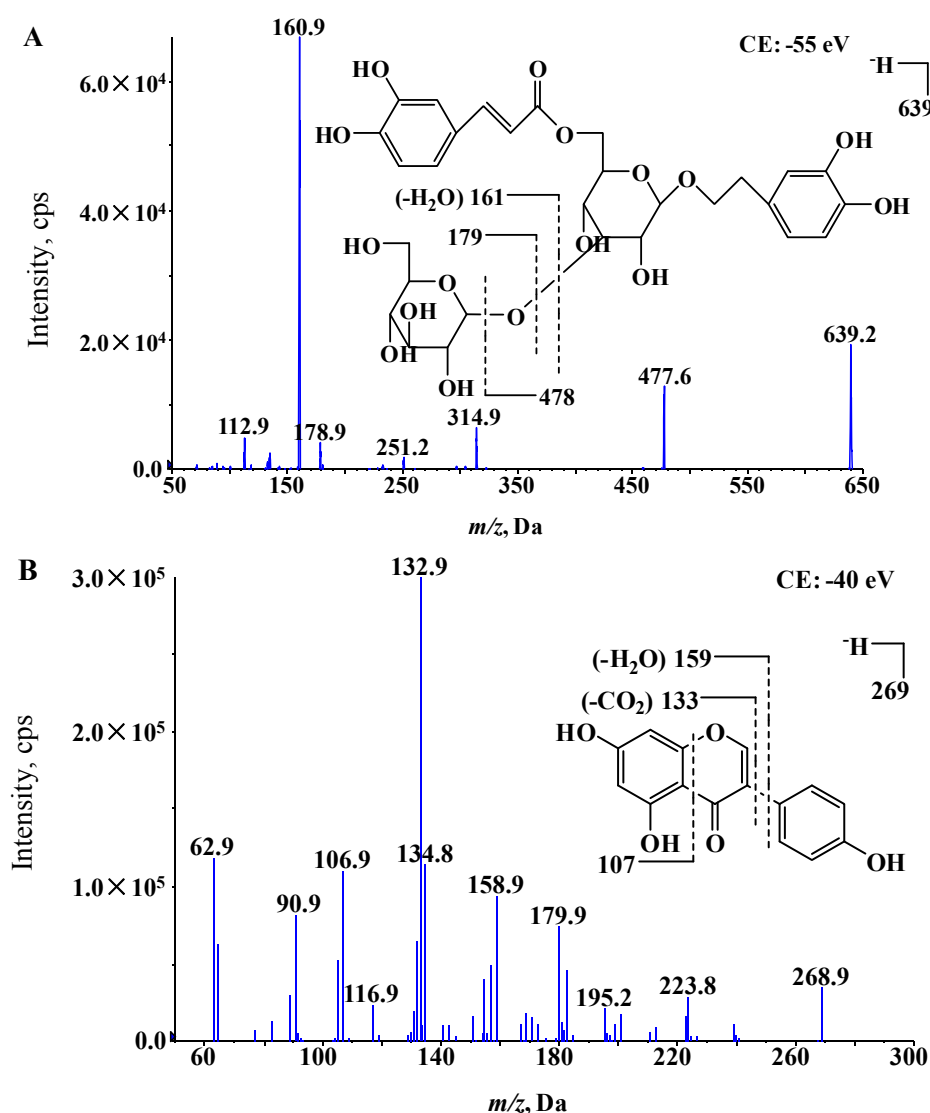 A
CE: -55 eV
-H
639
Intensity, cps
6.0×10⁴
4.0×10⁴
2.0×10⁴
0.0
160.9
112.9
178.9
251.2
314.9
477.6
639.2
HO
HO
O
O
O
O
OH
OH
OH
OH
(-H₂O) 161
179
HO
O
OH
OH
OH
O
478
50
150
250
350
450
550
650
m/z, Da
B
CE: -40 eV
-H
269
Intensity, cps
3.0×10⁵
2.0×10⁵
1.0×10⁵
0.0
132.9
62.9
90.9
106.9
116.9
134.8
158.9
179.9
195.2
223.8
268.9
(-H₂O) 159
(-CO₂) 133
HO
O
OH
O
OH
107
60
100
140
180
220
260
300
m/z, Da